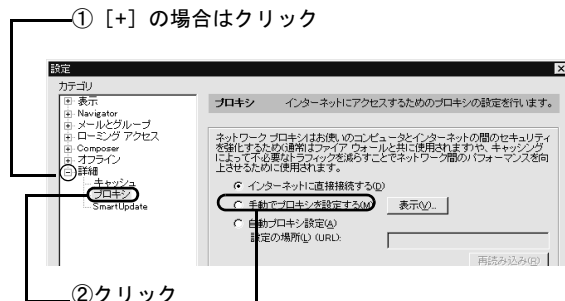 ①［+］の場合はクリック
設定
カテゴリ
表示
Navigator
メールとグループ
ローミング アクセス
Composer
オフライン
詳細
キャッシュ
プロキシ
SmartUpdate
プロキシ インターネットにアクセスするためのプロキシの設定を行います。
ネットワーク プロキシはお使いのコンピュータとインターネットの間のセキュリティ
を強化するため(通常はファイア ウォールと共に使用されます)や、キャッシング
によって不必要なトラフィックを減らすことでネットワーク間のパフォーマンスを向
上させるために使用されます。
インターネットに直接接続する(D)
手動でプロキシを設定する(M) 表示(V)...
自動プロキシ設定(A)
設定の場所(L) (URL):
再読み込み(R)
②クリック